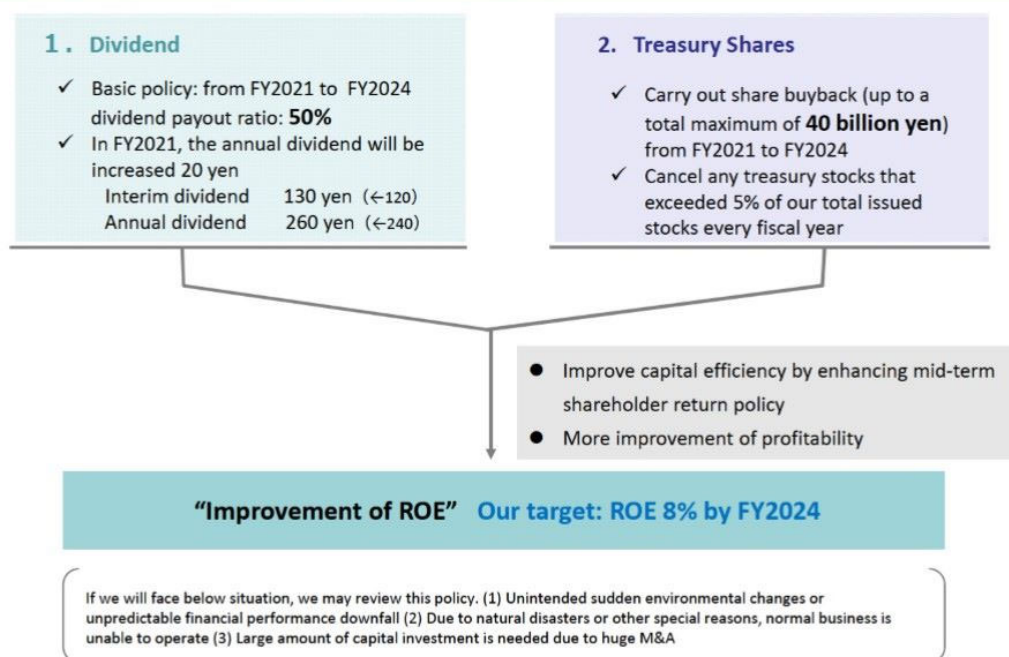 1. Dividend
✓ Basic policy: from FY2021 to FY2024
dividend payout ratio: 50%
✓ In FY2021, the annual dividend will be
increased 20 yen
Interim dividend 130 yen (←120)
Annual dividend 260 yen (←240)
2. Treasury Shares
✓ Carry out share buyback (up to a
total maximum of 40 billion yen)
from FY2021 to FY2024
✓ Cancel any treasury stocks that
exceeded 5% of our total issued
stocks every fiscal year
● Improve capital efficiency by enhancing mid-term
shareholder return policy
● More improvement of profitability
“Improvement of ROE” Our target: ROE 8% by FY2024
If we will face below situation, we may review this policy. (1) Unintended sudden environmental changes or
unpredictable financial performance downfall (2) Due to natural disasters or other special reasons, normal business is
unable to operate (3) Large amount of capital investment is needed due to huge M&A